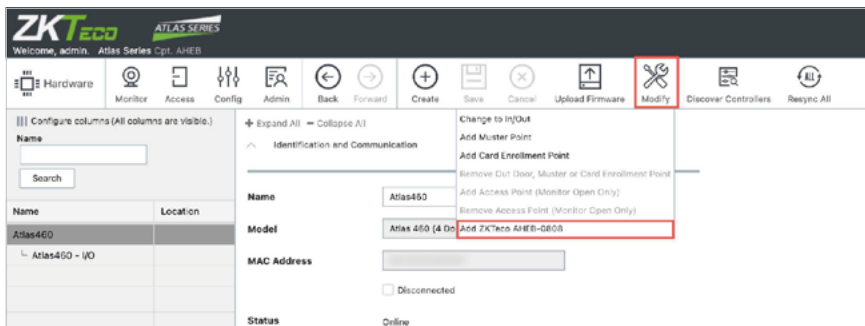 ZKTeco ATLAS SERIES
Welcome, admin. Atlas Series Cpt. AHEB
Hardware Monitor Access Config Admin Back Forward Create Save Cancel Upload Firmware Modify Discover Controllers Resync All
Configure columns (All columns are visible.)
Name
Search
Name Location
Atlas460
Atlas460 - I/O
Expand All Collapse All
Identification and Communication
Name Atlas460
Model Atlas 460 (4 Do
MAC Address
Disconnected
Status Online
Change to In/Out
Add Muster Point
Add Card Enrollment Point
Remove Out Door, Muster or Card Enrollment Point
Add Access Point (Monitor Open Only)
Remove Access Point (Monitor Open Only)
Add ZKTeco AHEB-0808